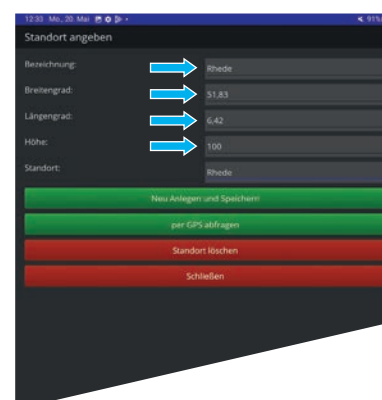 12:33 Mo., 20. Mai 91%
Standort angeben
Bezeichnung: Rhede
Breitengrad: 51,83
Längengrad: 6,42
Höhe: 100
Standort: Rhede
Neu Anlegen und Speichern
per GPS abfragen
Standort löschen
Schließen